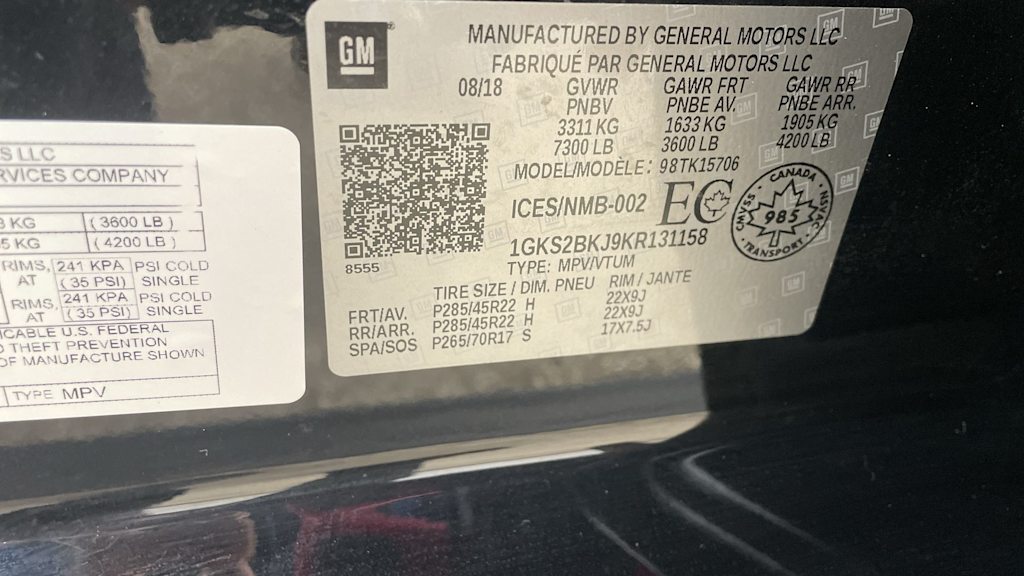 GM
MANUFACTURED BY GENERAL MOTORS LLC
FABRIQUÉ PAR GENERAL MOTORS LLC
08/18 GVWR GAWR FRT GAWR RR
PNBV PNBE AV. PNBE ARR.
3311 KG 1633 KG 1905 KG
7300 LB 3600 LB 4200 LB
MODEL/MODÈLE: 98TK15706
ICES/NMB-002 EC
CANADA
985
TRANSPORT
1GKS2BKJ9KR131158
8555
TYPE: MPV/VTUM
TIRE SIZE / DIM. PNEU RIM / JANTE
FRT/AV. P285/45R22 H 22X9J
RR/ARR. P285/45R22 H 22X9J
SPA/SOS P265/70R17 S 17X7.5J
S LLC
RVICES COMPANY
KG (3600 LB)
5 KG (4200 LB)
RIMS, 241 KPA PSI COLD
AT (35 PSI) SINGLE
RIMS, 241 KPA PSI COLD
AT (35 PSI) SINGLE
ICABLE U.S. FEDERAL
THEFT PREVENTION
OF MANUFACTURE SHOWN
TYPE MPV